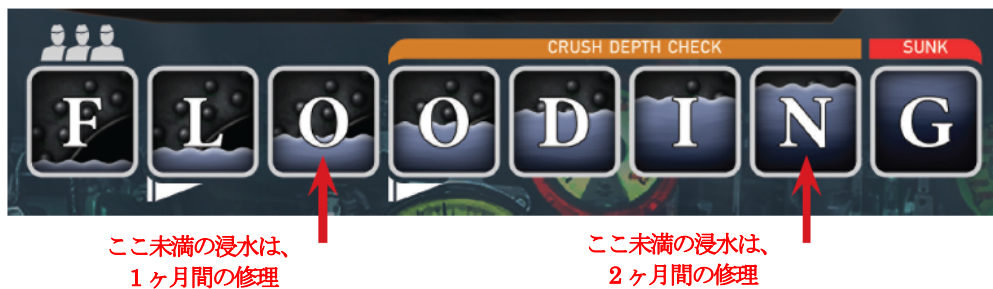 CRUSH DEPTH CHECK SUNK
F L O O D I N G
ここ未満の浸水は、
1ヶ月間の修理
ここ未満の浸水は、
2ヶ月間の修理